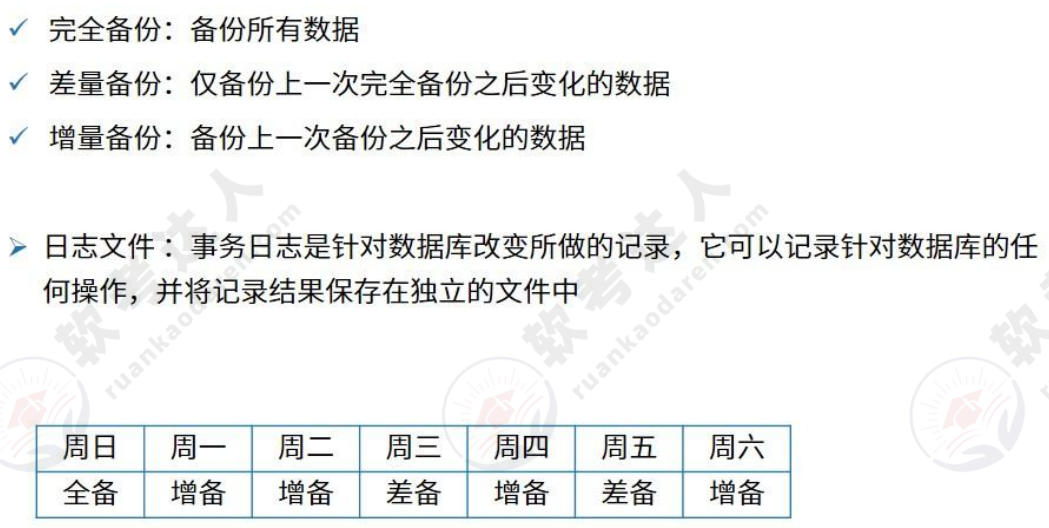 ✓ 完全备份：备份所有数据
✓ 差量备份：仅备份上一次完全备份之后变化的数据
✓ 增量备份：备份上一次备份之后变化的数据
➢ 日志文件 ：事务日志是针对数据库改变所做的记录，它可以记录针对数据库的任
何操作，并将记录结果保存在独立的文件中
软考达人
ruankaodaren.com
软考达人
ruankaodaren.com
软考
周日 周一 周二 周三 周四 周五 周六
全备 增备 增备 差备 增备 差备 增备